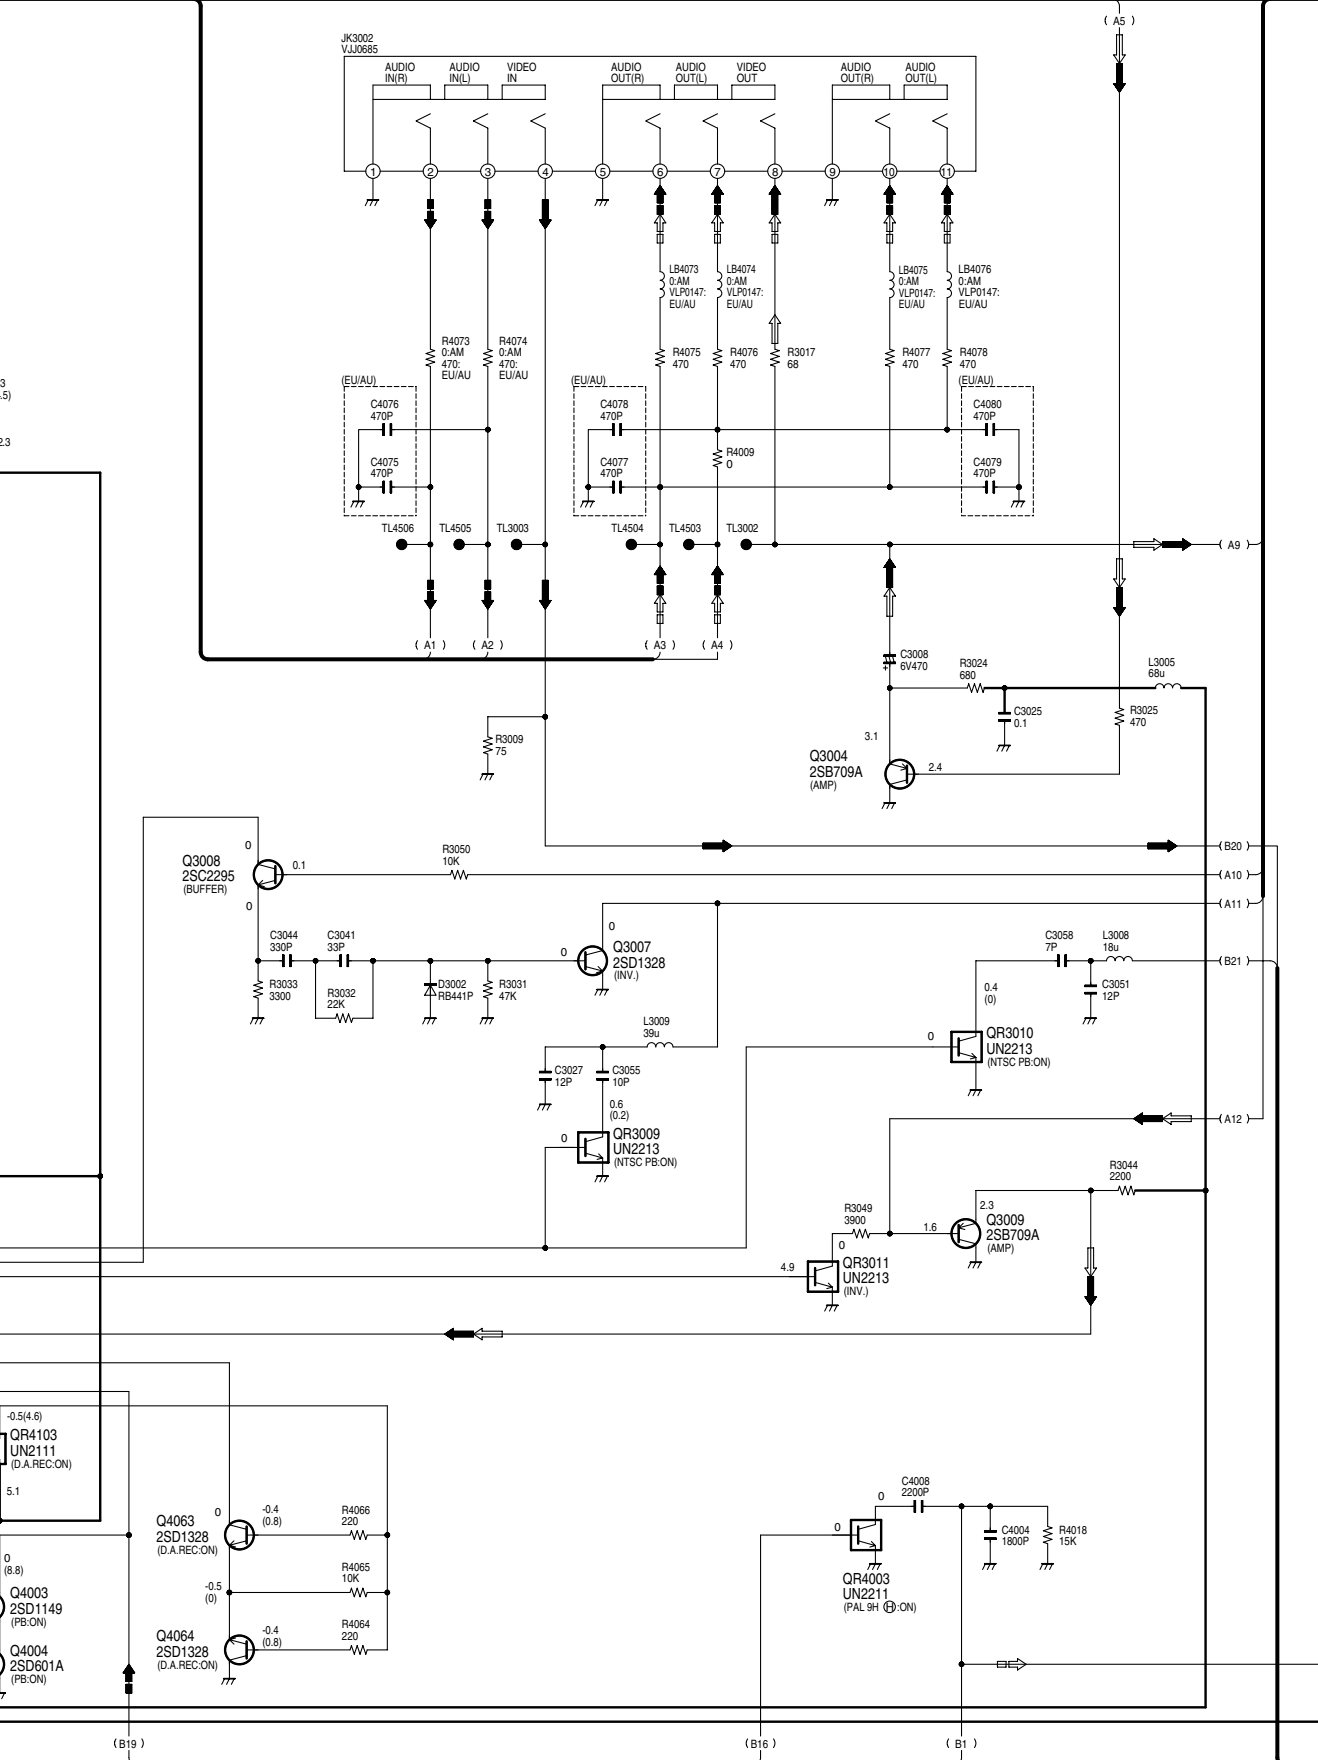 ( A5 )
JK3002
VJJ0685
AUDIO
IN(R)
AUDIO
IN(L)
VIDEO
IN
AUDIO
OUT(R)
AUDIO
OUT(L)
VIDEO
OUT
AUDIO
OUT(R)
AUDIO
OUT(L)
1
2
3
4
5
6
7
8
9
10
11
LB4073
0:AM
VLP0147:
EU/AU
LB4074
0:AM
VLP0147:
EU/AU
LB4075
0:AM
VLP0147:
EU/AU
LB4076
0:AM
VLP0147:
EU/AU
R4073
0:AM
470:
EU/AU
R4074
0:AM
470:
EU/AU
R4075
470
R4076
470
R3017
68
R4077
470
R4078
470
3
.5)
2.3
(EU/AU)
C4076
470P
C4075
470P
(EU/AU)
C4078
470P
C4077
470P
R4009
0
(EU/AU)
C4080
470P
C4079
470P
TL4506
TL4505
TL3003
TL4504
TL4503
TL3002
( A9 )
( A1 )
( A2 )
( A3 )
( A4 )
C3008
6V470
+
R3024
680
L3005
68u
C3025
0.1
R3025
470
R3009
75
3.1
Q3004
2SB709A
(AMP)
2.4
0
Q3008
2SC2295
(BUFFER)
0.1
0
R3050
10K
( B20 )
( A10 )
( A11 )
C3044
330P
C3041
33P
R3033
3300
R3032
22K
D3002
RB441P
R3031
47K
0
0
Q3007
2SD1328
(INV.)
C3058
7P
L3008
18u
( B21 )
C3051
12P
0.4
(0)
0
QR3010
UN2213
(NTSC PB:ON)
L3009
39u
C3027
12P
C3055
10P
0.6
(0.2)
0
QR3009
UN2213
(NTSC PB:ON)
( A12 )
R3044
2200
R3049
3900
2.3
1.6
Q3009
2SB709A
(AMP)
0
4.9
QR3011
UN2213
(INV.)
-0.5(4.6)
QR4103
UN2111
(D.A.REC:ON)
5.1
0
(8.8)
Q4003
2SD1149
(PB:ON)
Q4004
2SD601A
(PB:ON)
0
Q4063
2SD1328
(D.A.REC:ON)
-0.4
(0.8)
R4066
220
R4065
10K
-0.5
(0)
Q4064
2SD1328
(D.A.REC:ON)
-0.4
(0.8)
R4064
220
C4008
2200P
0
0
C4004
1800P
R4018
15K
QR4003
UN2211
(PAL 9H Ⓗ:ON)
( B19 )
( B16 )
( B1 )